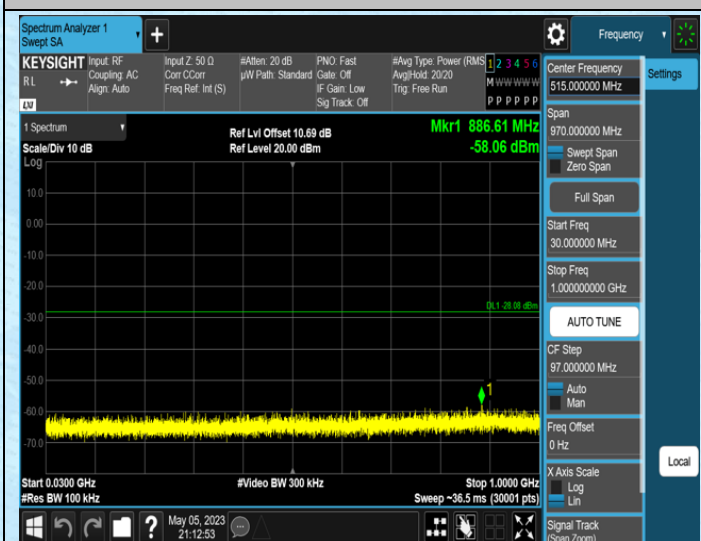 Spectrum Analyzer 1
Swept SA
Frequency
KEYSIGHT
R L
Input: RF
Coupling: AC
Align: Auto
Input Z: 50 Ω
Corr CCorr
Freq Ref: Int (S)
#Atten: 20 dB
µW Path: Standard
PNO: Fast
Gate: Off
IF Gain: Low
Sig Track: Off
#Avg Type: Power (RMS
Avg|Hold: 20/20
Trig: Free Run
1 2 3 4 5 6
M W W W W W
P P P P P P
1 Spectrum
Scale/Div 10 dB
Log
Ref Lvl Offset 10.69 dB
Ref Level 20.00 dBm
Mkr1 886.61 MHz
-58.06 dBm
10.0
0.00
-10.0
-20.0
-30.0
-40.0
-50.0
-60.0
-70.0
DL1 -28.08 dBm
1
Start 0.0300 GHz
#Res BW 100 kHz
#Video BW 300 kHz
Stop 1.0000 GHz
Sweep ~36.5 ms (30001 pts)
?
May 05, 2023
21:12:53
Center Frequency
515.000000 MHz
Settings
Span
970.000000 MHz
Swept Span
Zero Span
Full Span
Start Freq
30.000000 MHz
Stop Freq
1.000000000 GHz
AUTO TUNE
CF Step
97.000000 MHz
Auto
Man
Freq Offset
0 Hz
X Axis Scale
Log
Lin
Local
Signal Track
(Span Zoom)